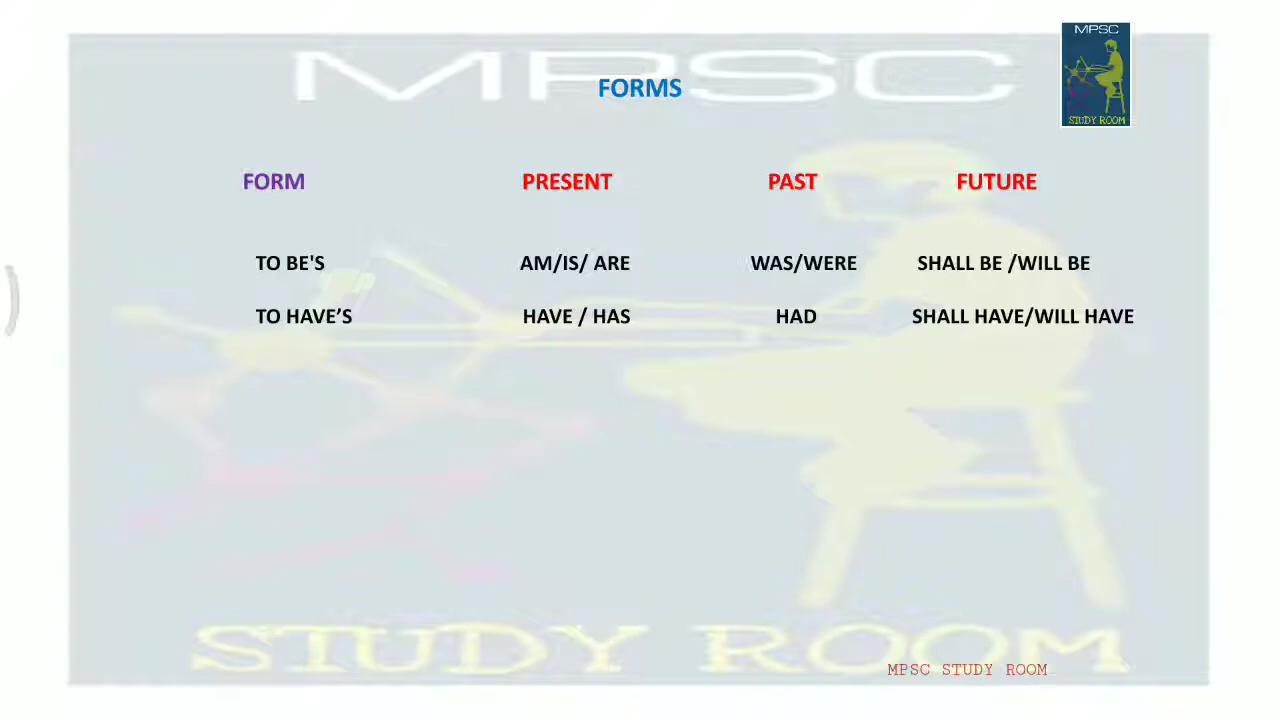 MPSC
FORMS
MPSC
STUDY ROOM
FORM PRESENT PAST FUTURE
TO BE'S AM/IS/ ARE WAS/WERE SHALL BE /WILL BE
TO HAVE’S HAVE / HAS HAD SHALL HAVE/WILL HAVE
STUDY ROOM
MPSC STUDY ROOM